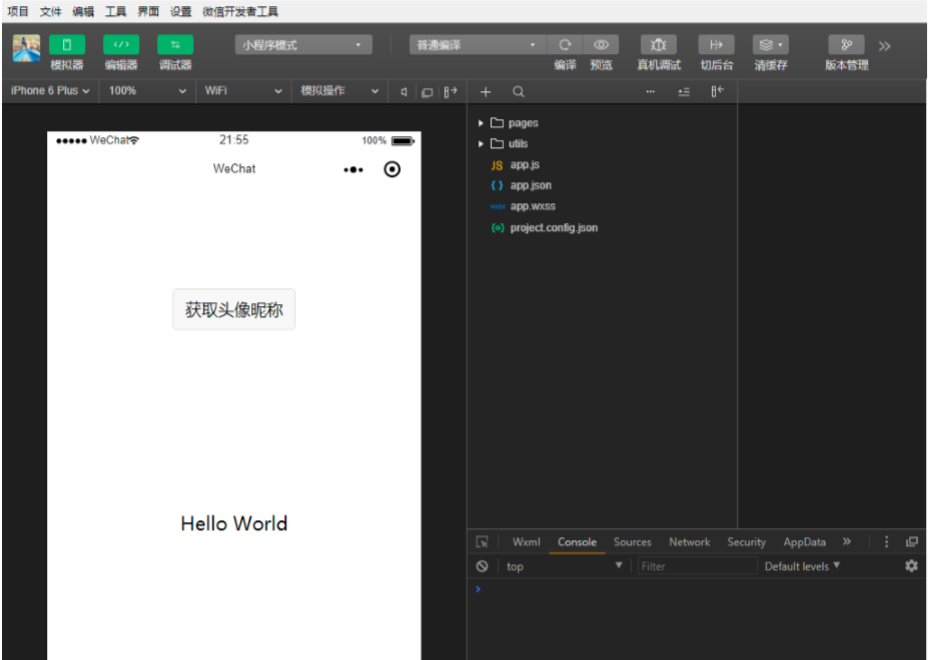 项目 文件 编辑 工具 界面 设置 微信开发者工具
小程序模式 普通编译
模拟器 编辑器 调试器 编译 预览 真机调试 切后台 清缓存 版本管理
iPhone 6 Plus 100% WiFi 模拟操作
WeChat 21:55 100%
WeChat
获取头像昵称
Hello World
pages
utils
JS app.js
{ } app.json
wxss app.wxss
{o} project.config.json
Wxml Console Sources Network Security AppData
top Filter Default levels